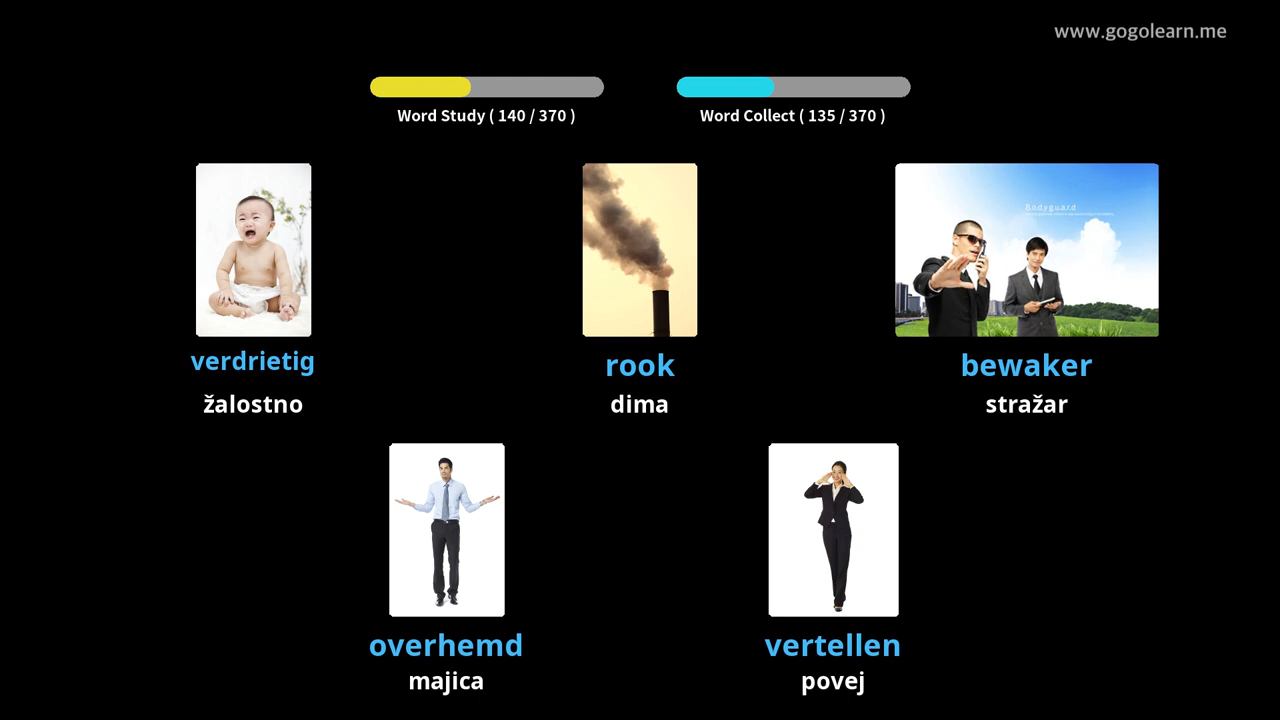 www.gogolearn.me
Word Study ( 140 / 370 )
Word Collect ( 135 / 370 )
Bodyguard
verdrietig
rook
bewaker
žalostno
dima
stražar
overhemd
vertellen
majica
povej